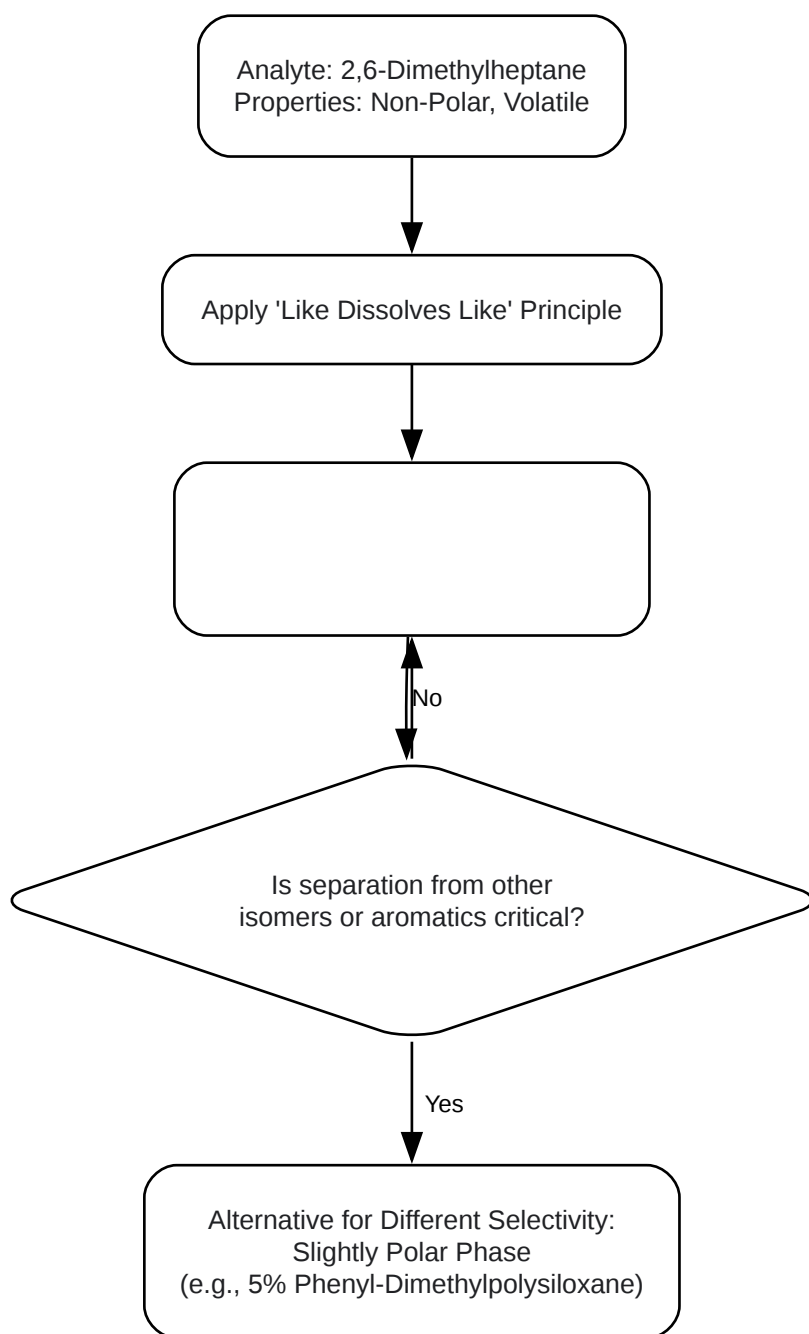 Analyte: 2,6-Dimethylheptane
Properties: Non-Polar, Volatile
Apply 'Like Dissolves Like' Principle
No
Is separation from other
isomers or aromatics critical?
Yes
Alternative for Different Selectivity:
Slightly Polar Phase
(e.g., 5% Phenyl-Dimethylpolysiloxane)